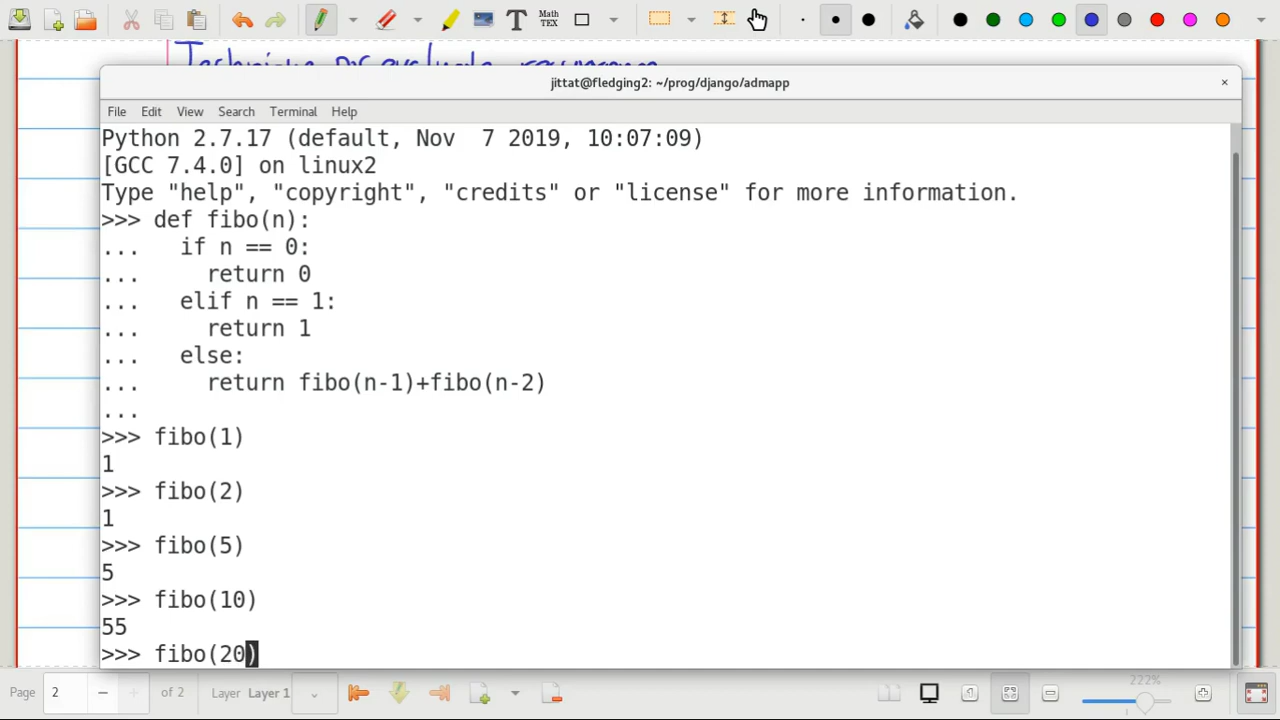 Math
TEX
jittat@fledging2: ~/prog/django/admapp
×
File Edit View Search Terminal Help
Python 2.7.17 (default, Nov  7 2019, 10:07:09)
[GCC 7.4.0] on linux2
Type "help", "copyright", "credits" or "license" for more information.
>>> def fibo(n):
...   if n == 0:
...     return 0
...   elif n == 1:
...     return 1
...   else:
...     return fibo(n-1)+fibo(n-2)
...
>>> fibo(1)
1
>>> fibo(2)
1
>>> fibo(5)
5
>>> fibo(10)
55
>>> fibo(20)
Page 2 of 2 Layer Layer 1 222%